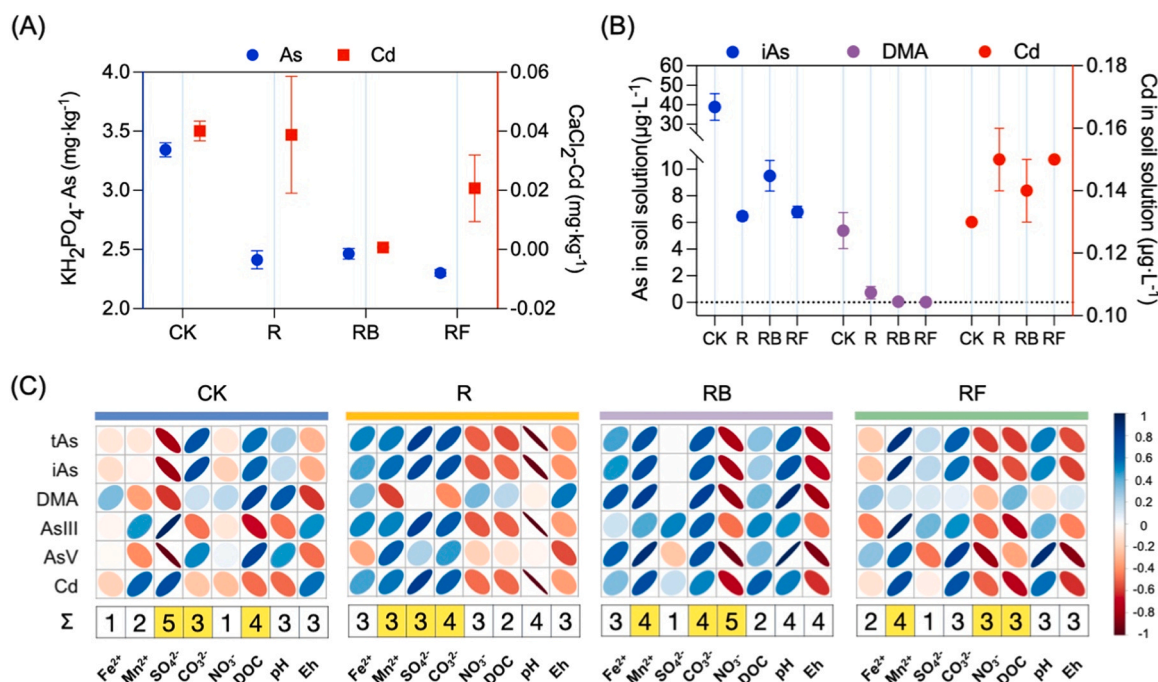 (A)
As Cd
KH₂PO₄-As (mg·kg⁻¹)
4.0
3.5
3.0
2.5
2.0
0.06
0.04
0.02
0.00
-0.02
CaCl₂-Cd (mg·kg⁻¹)
CK R RB RF
(B)
iAs DMA Cd
As in soil solution(μg·L⁻¹)
60
50
40
30
10
8
6
4
2
0
0.18
0.16
0.14
0.12
0.10
Cd in soil solution (μg·L⁻¹)
CK R RB RF CK R RB RF CK R RB RF
(C)
CK R RB RF
tAs
iAs
DMA
AsIII
AsV
Cd
Σ 1 2 5 3 1 4 3 3 3 3 3 4 3 2 4 3 3 4 1 4 5 2 4 4 2 4 1 3 3 3 3 3
Fe²⁺ Mn²⁺ SO₄²⁻ CO₃²⁻ NO₃⁻ DOC pH Eh Fe²⁺ Mn²⁺ SO₄²⁻ CO₃²⁻ NO₃⁻ DOC pH Eh Fe²⁺ Mn²⁺ SO₄²⁻ CO₃²⁻ NO₃⁻ DOC pH Eh Fe²⁺ Mn²⁺ SO₄²⁻ CO₃²⁻ NO₃⁻ DOC pH Eh
1
0.8
0.6
0.4
0.2
0
-0.2
-0.4
-0.6
-0.8
-1